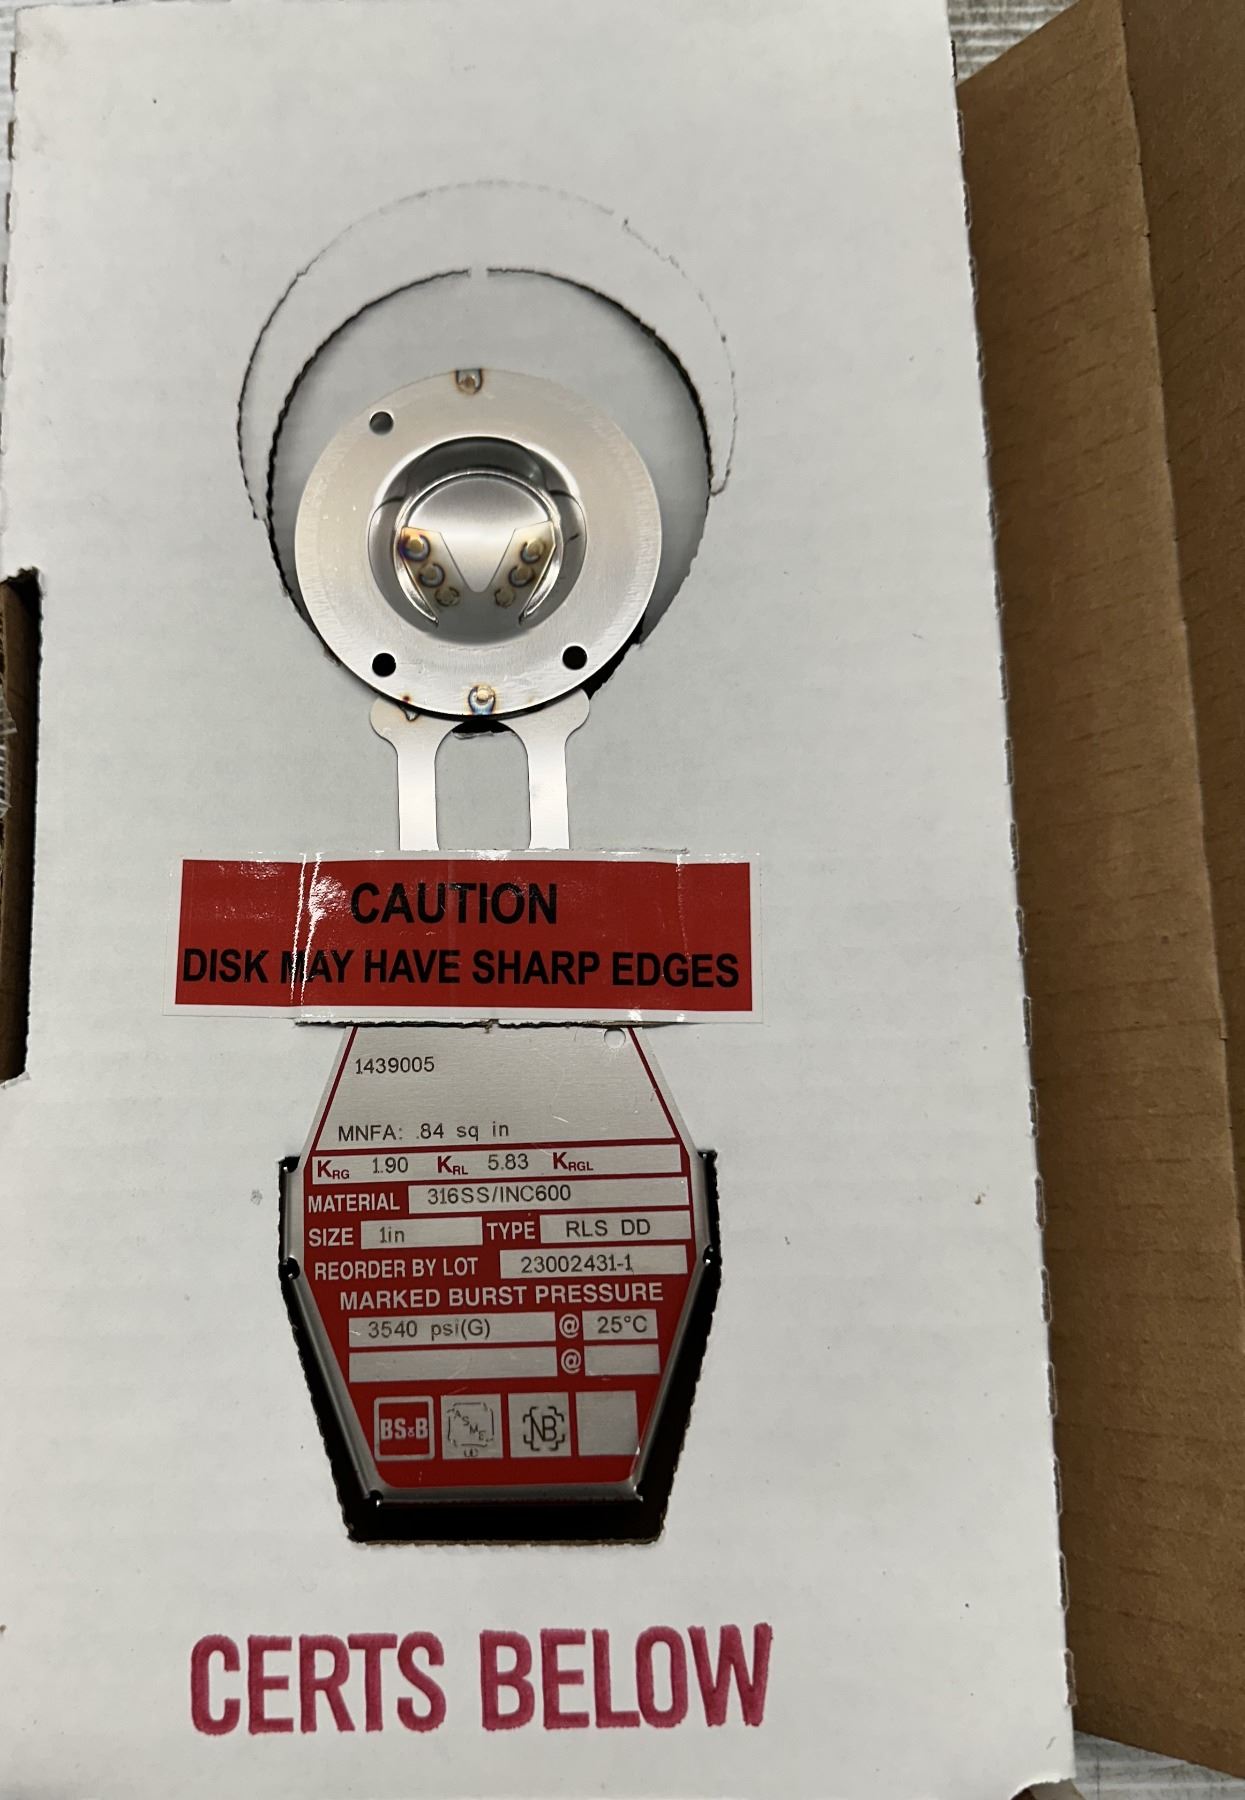 CAUTION
DISK MAY HAVE SHARP EDGES
1439005
MNFA: .84 sq in
KRG 1.90 KRL 5.83 KRGL
MATERIAL 316SS/INC600
SIZE 1in TYPE RLS DD
REORDER BY LOT 23002431-1
MARKED BURST PRESSURE
3540 psi(G) @ 25°C
@
BS&B ASME UD NB
CERTS BELOW